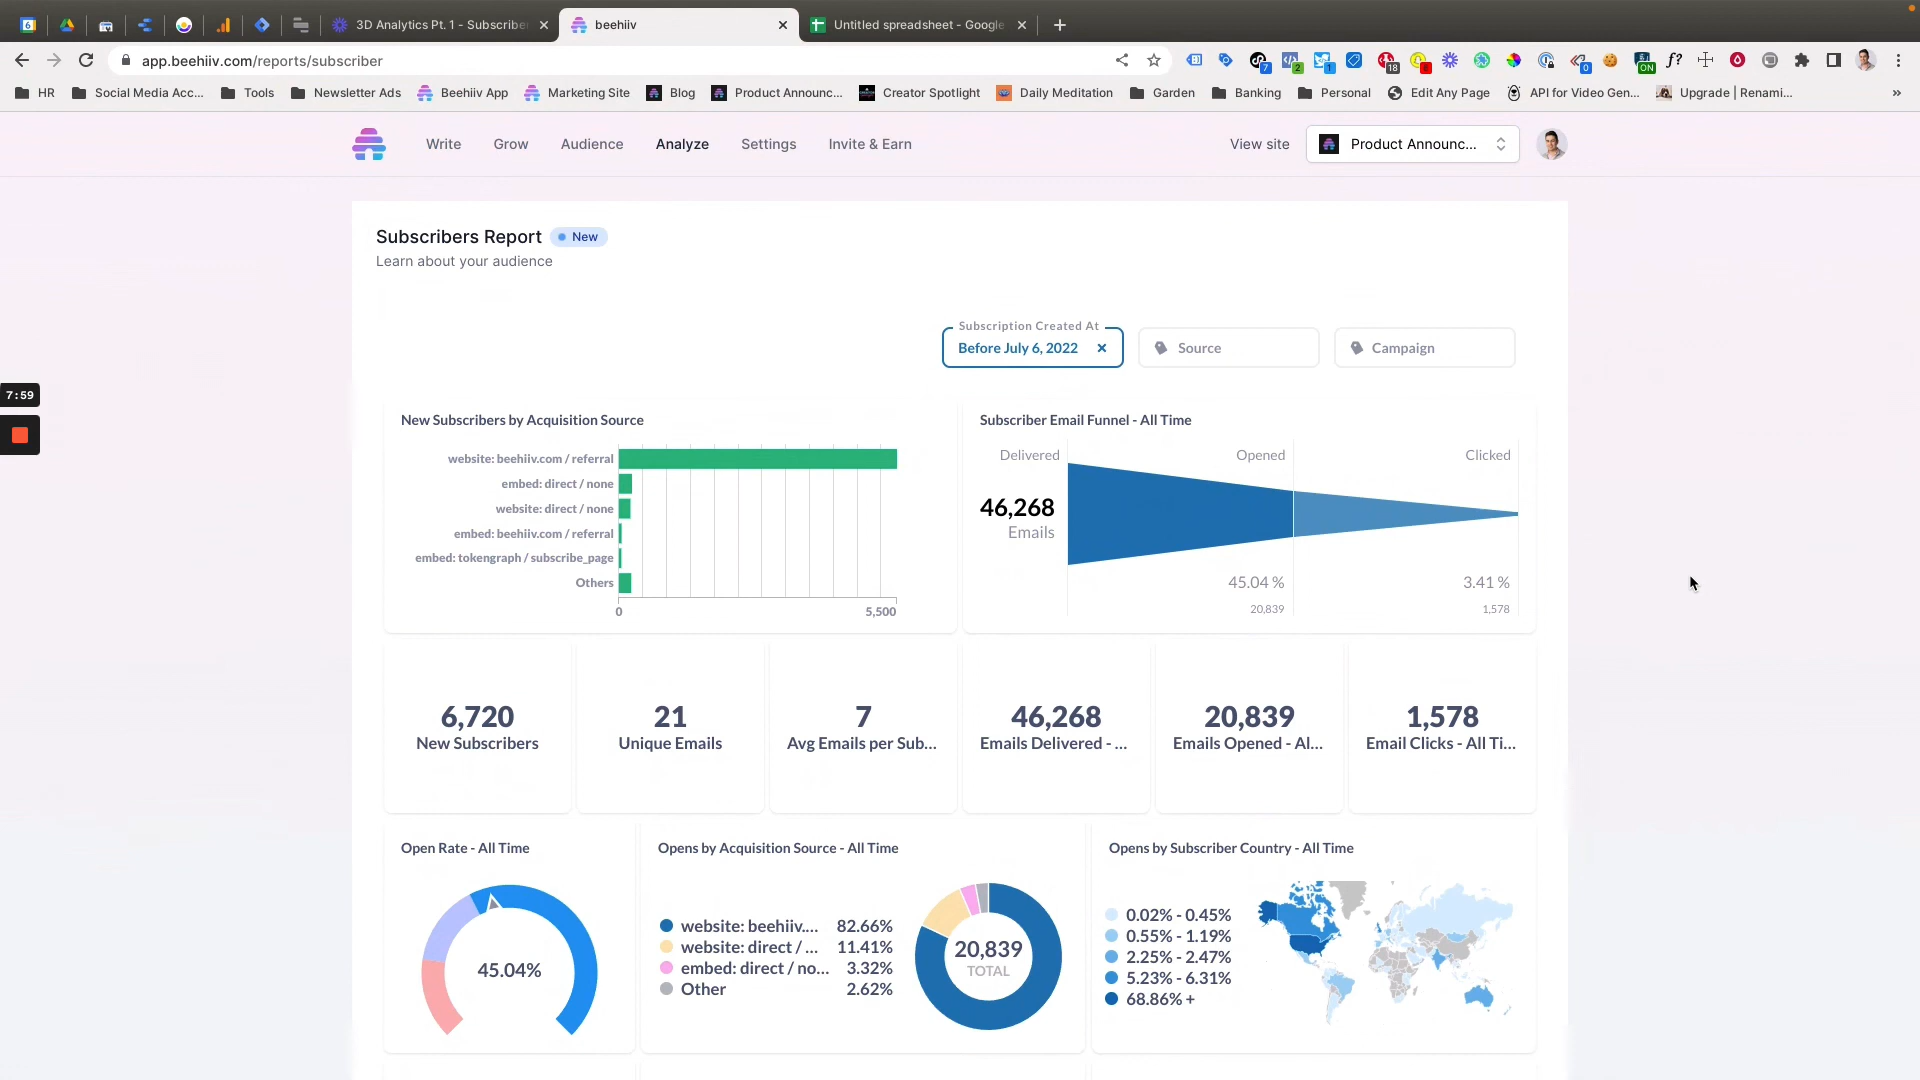 6
3D Analytics Pt. 1 - Subscribe
beehiiv
Untitled spreadsheet - Google
app.beehiiv.com/reports/subscriber
7
2
1
18
0
ON
f?
HR
Social Media Acc...
Tools
Newsletter Ads
Beehiiv App
Marketing Site
Blog
Product Announc...
Creator Spotlight
Daily Meditation
Garden
Banking
Personal
Edit Any Page
API for Video Gen...
Upgrade | Renami...
»
Write
Grow
Audience
Analyze
Settings
Invite & Earn
View site
Product Announc...
Subscribers Report
New
Learn about your audience
Subscription Created At
Before July 6, 2022
Source
Campaign
7:59
New Subscribers by Acquisition Source
website: beehiiv.com / referral
embed: direct / none
website: direct / none
embed: beehiiv.com / referral
embed: tokengraph / subscribe_page
Others
0
5,500
Subscriber Email Funnel - All Time
Delivered
Opened
Clicked
46,268
Emails
45.04 %
3.41 %
20,839
1,578
6,720
New Subscribers
21
Unique Emails
7
Avg Emails per Sub...
46,268
Emails Delivered - ...
20,839
Emails Opened - Al...
1,578
Email Clicks - All Ti...
Open Rate - All Time
45.04%
Opens by Acquisition Source - All Time
website: beehiiv.... 82.66%
website: direct / ... 11.41%
embed: direct / no... 3.32%
Other 2.62%
20,839
TOTAL
Opens by Subscriber Country - All Time
0.02% - 0.45%
0.55% - 1.19%
2.25% - 2.47%
5.23% - 6.31%
68.86% +